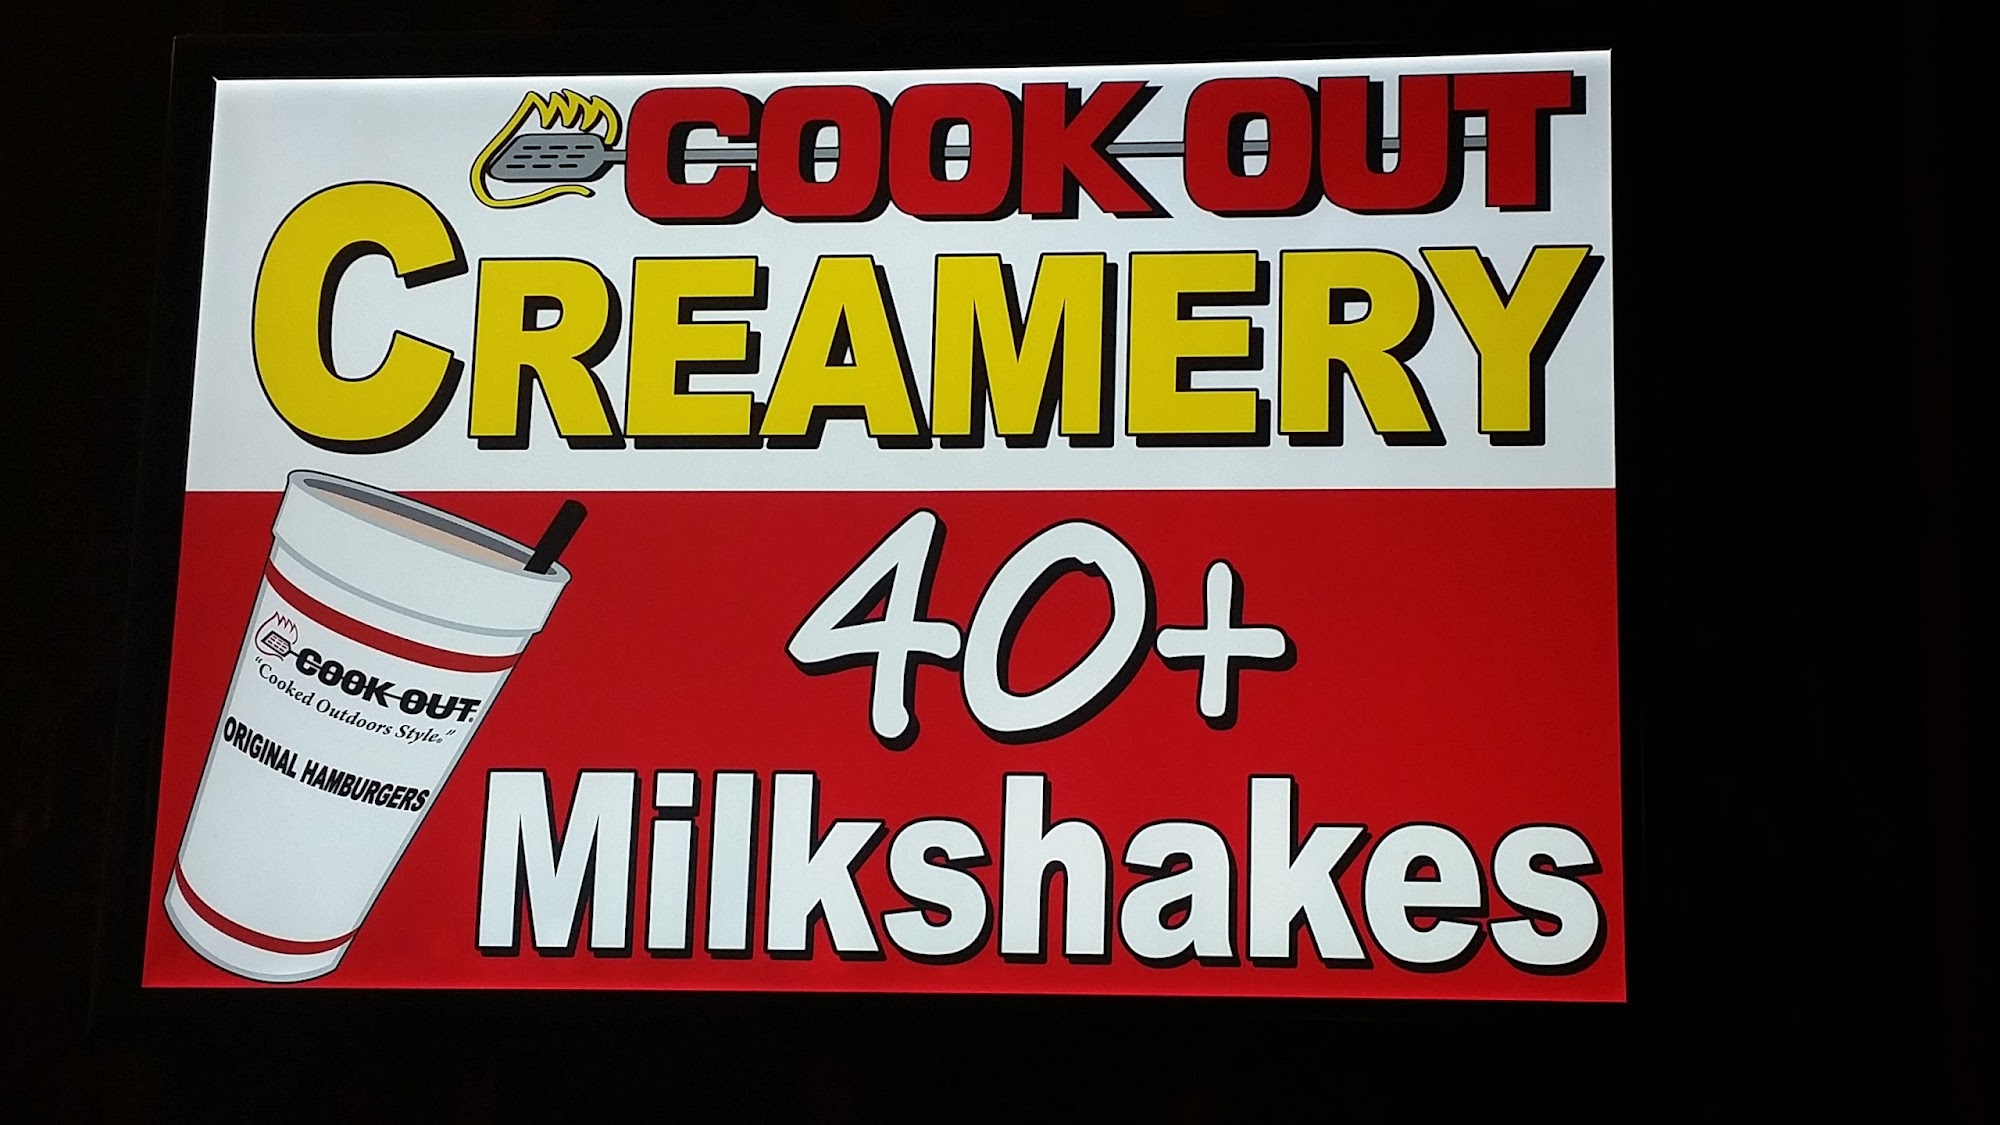 COOK OUT
CREAMERY
40+
Milkshakes
COOK OUT®
"Cooked Outdoors Style®"
ORIGINAL HAMBURGERS